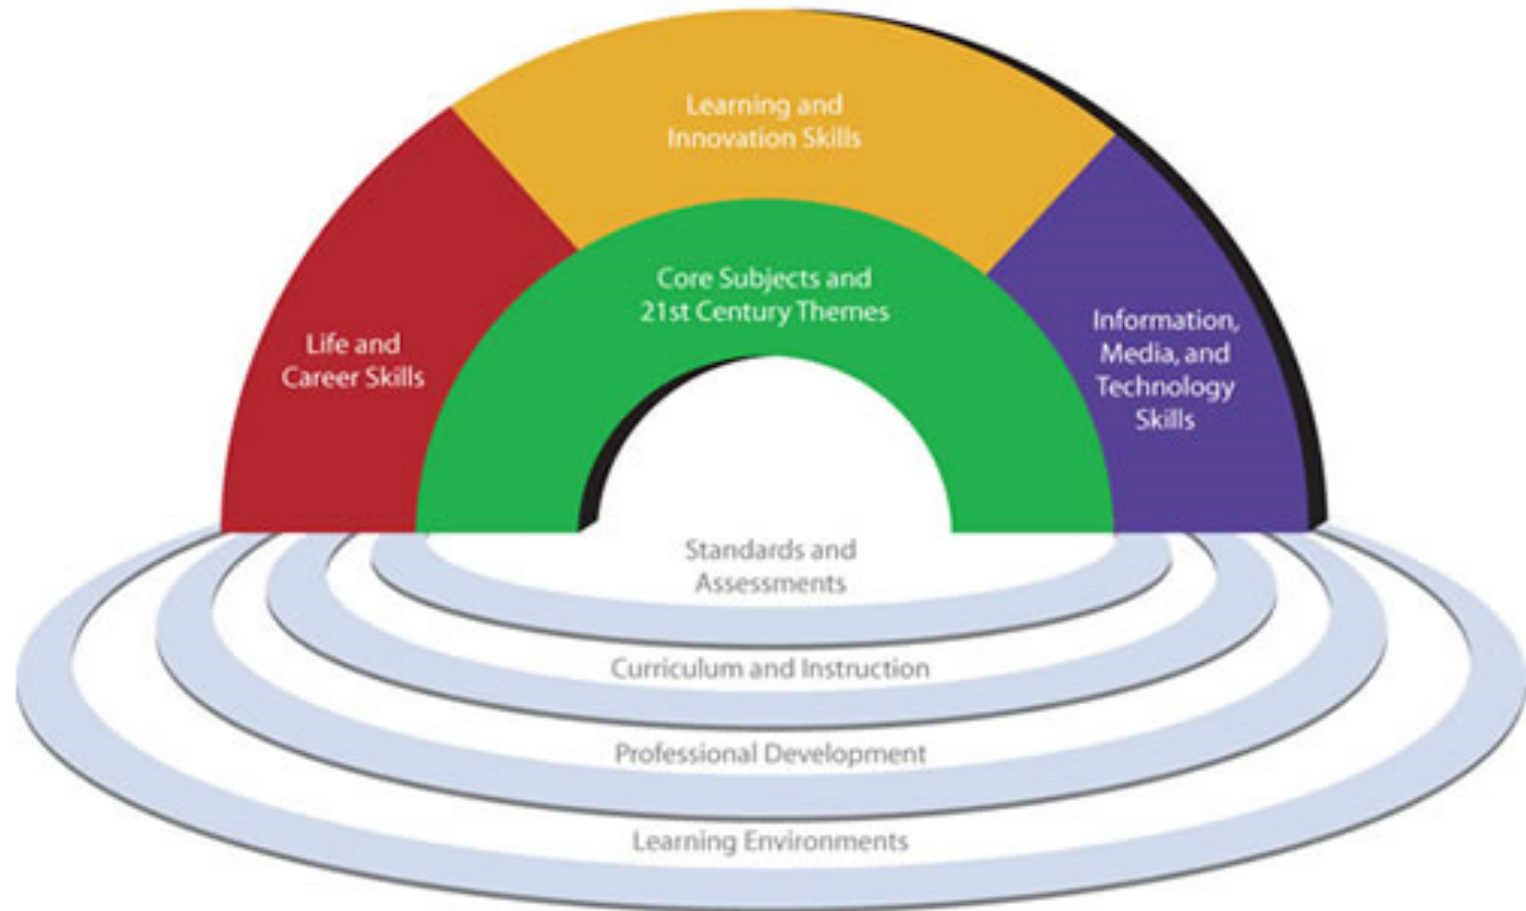 Learning and
Innovation Skills
Core Subjects and
21st Century Themes
Life and
Career Skills
Information,
Media, and
Technology
Skills
Standards and
Assessments
Curriculum and Instruction
Professional Development
Learning Environments